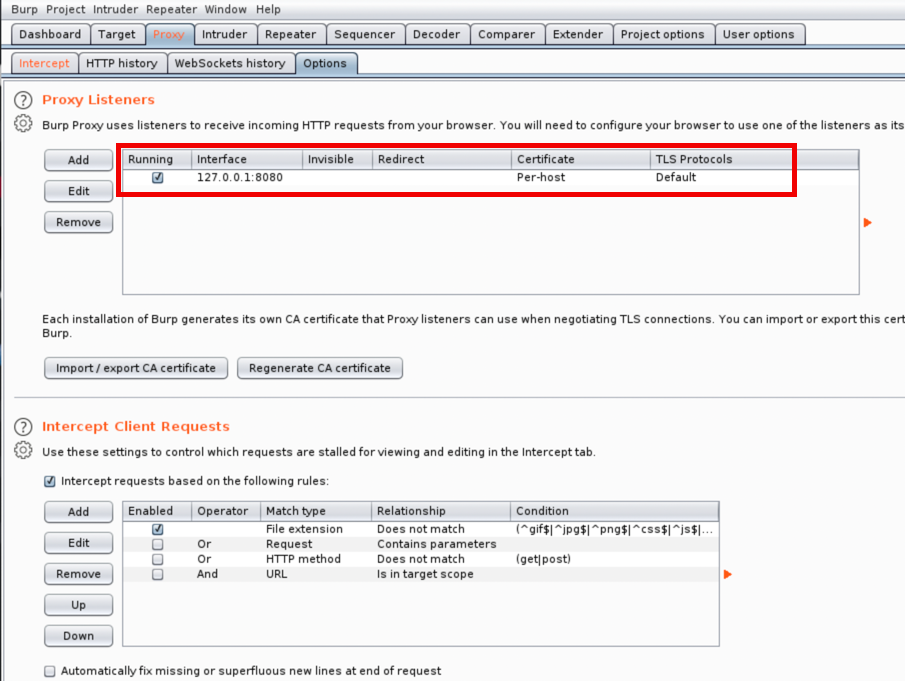 Burp Project Intruder Repeater Window Help
Dashboard Target Proxy Intruder Repeater Sequencer Decoder Comparer Extender Project options User options
Intercept HTTP history WebSockets history Options
? Proxy Listeners
Burp Proxy uses listeners to receive incoming HTTP requests from your browser. You will need to configure your browser to use one of the listeners as its
Add Running Interface Invisible Redirect Certificate TLS Protocols
127.0.0.1:8080 Per-host Default
Edit
Remove
Each installation of Burp generates its own CA certificate that Proxy listeners can use when negotiating TLS connections. You can import or export this cert
Burp.
Import / export CA certificate Regenerate CA certificate
? Intercept Client Requests
Use these settings to control which requests are stalled for viewing and editing in the Intercept tab.
Intercept requests based on the following rules:
Add Enabled Operator Match type Relationship Condition
File extension Does not match (^gif$|^jpg$|^png$|^css$|^js$|...
Edit Or Request Contains parameters
Or HTTP method Does not match (get|post)
Remove And URL Is in target scope
Up
Down
Automatically fix missing or superfluous new lines at end of request